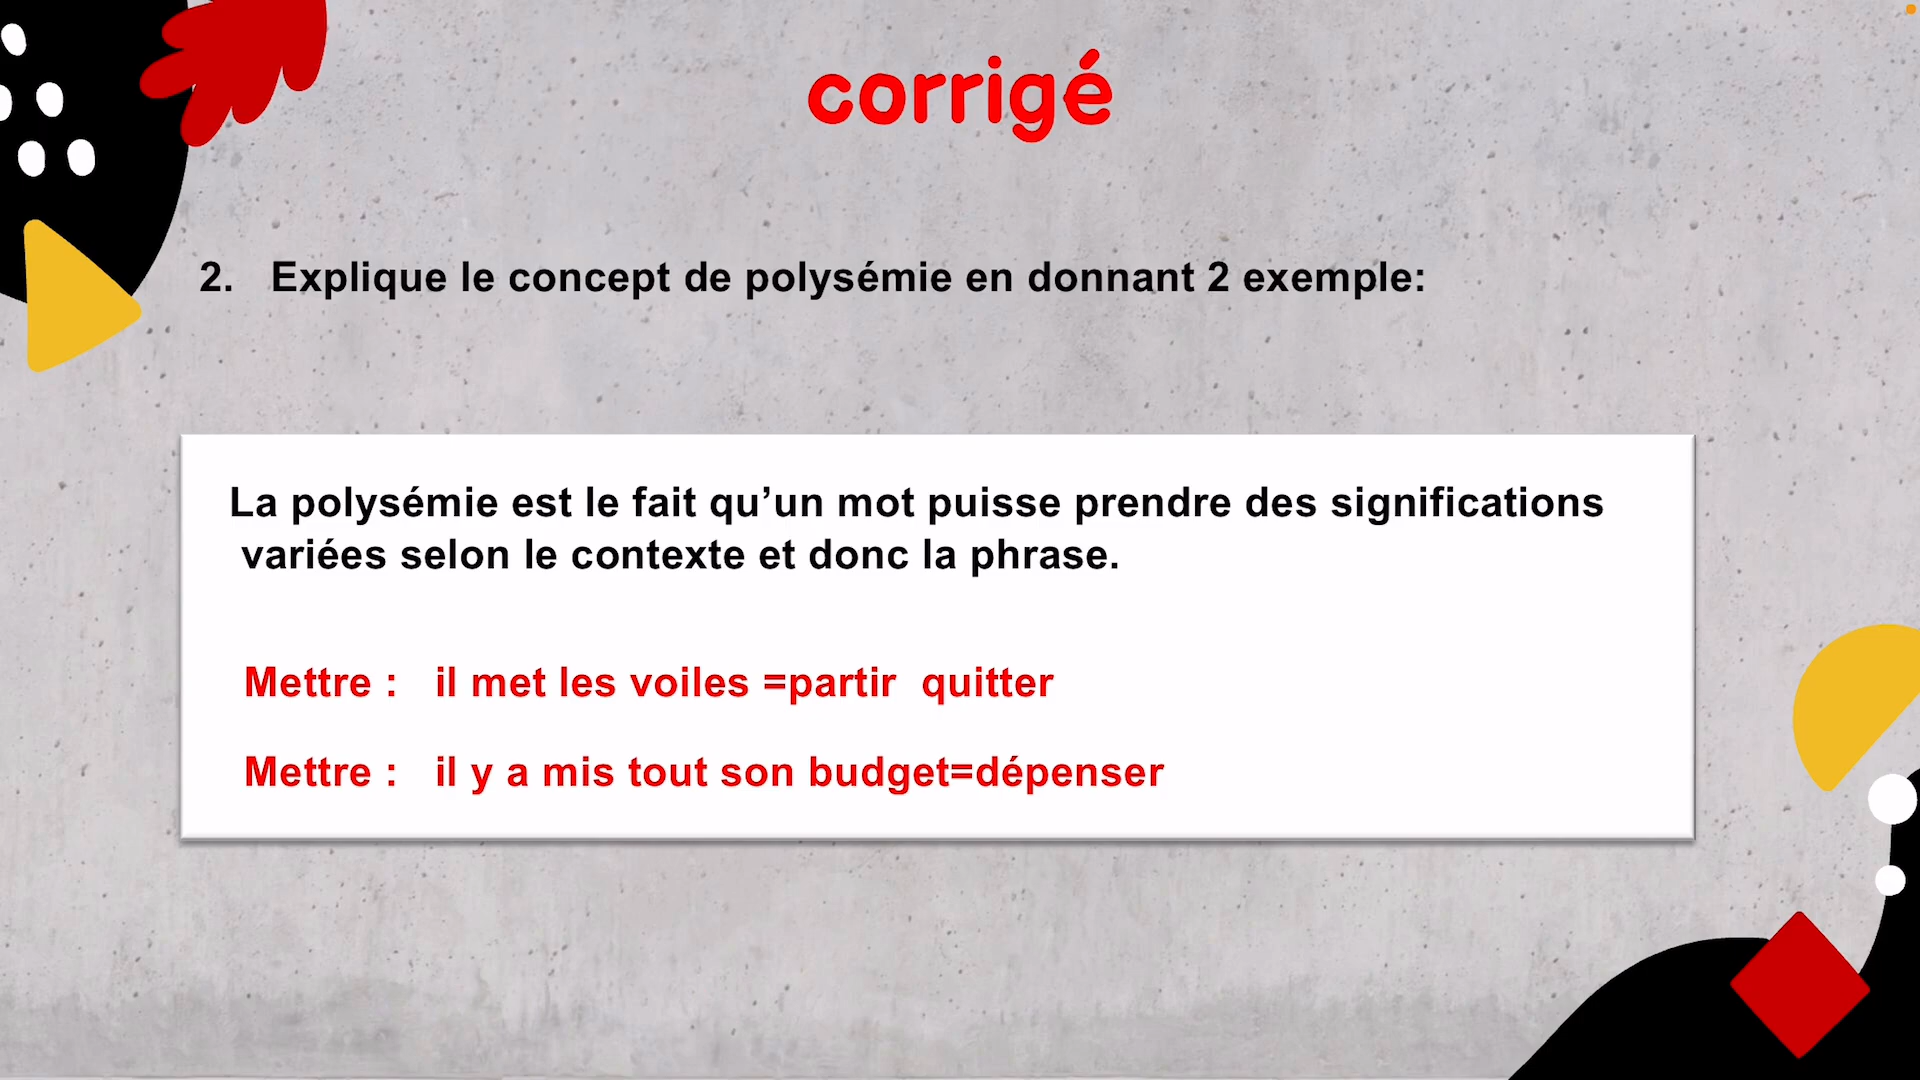 corrigé
2. Explique le concept de polysémie en donnant 2 exemple:
La polysémie est le fait qu’un mot puisse prendre des significations
variées selon le contexte et donc la phrase.
Mettre : il met les voiles =partir quitter
Mettre : il y a mis tout son budget=dépenser